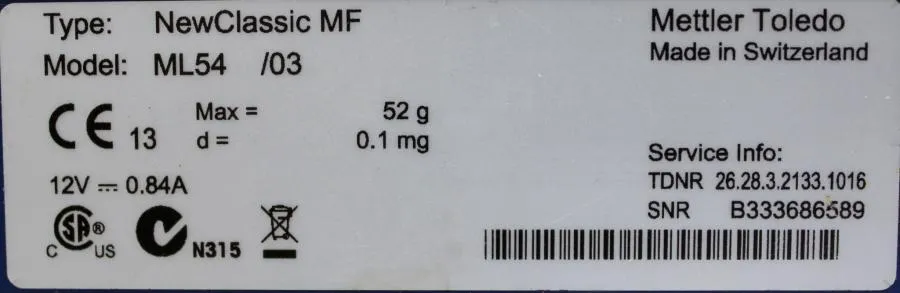 Type: NewClassic MF
Model: ML54 /03
Mettler Toledo
Made in Switzerland
CE 13
Max = 52 g
d = 0.1 mg
12V ⎓ 0.84A
C SA® US
N315
Service Info:
TDNR 26.28.3.2133.1016
SNR B333686589